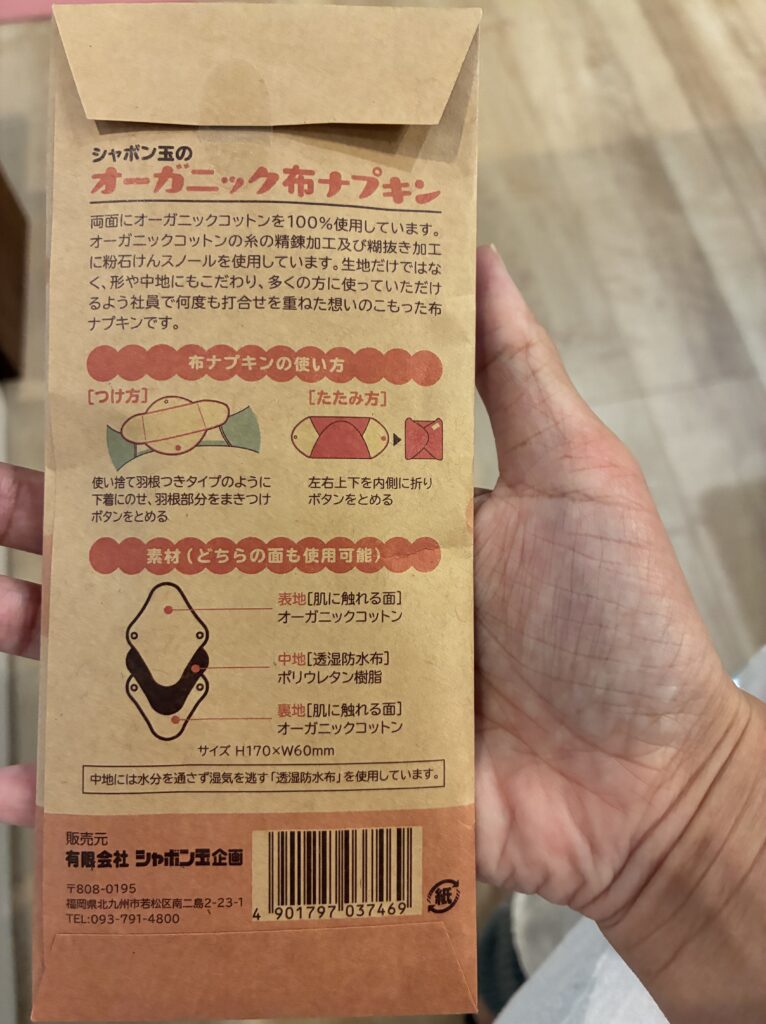 シャボン玉の
オーガニック布ナプキン
両面にオーガニックコットンを100%使用しています。
オーガニックコットンの糸の精錬加工及び糊抜き加工
に粉石けんスノールを使用しています。生地だけではな
く、形や中地にもこだわり、多くの方に使っていただけ
るよう社員で何度も打合せを重ねた想いのこもった布
ナプキンです。
布ナプキンの使い方
[つけ方]
使い捨て羽根つきタイプのように
下着にのせ、羽根部分をまきつけ
ボタンをとめる
[たたみ方]
左右上下を内側に折り
ボタンをとめる
素材(どちらの面も使用可能)
表地[肌に触れる面]
オーガニックコットン
中地[透湿防水布]
ポリウレタン樹脂
裏地[肌に触れる面]
オーガニックコットン
サイズ H170×W60mm
中地には水分を通さず湿気を逃す「透湿防水布」を使用しています。
販売元
有限会社 シャボン玉企画
〒808-0195
福岡県北九州市若松区南二島2-23-1
TEL:093-791-4800
4 901797 037469
紙